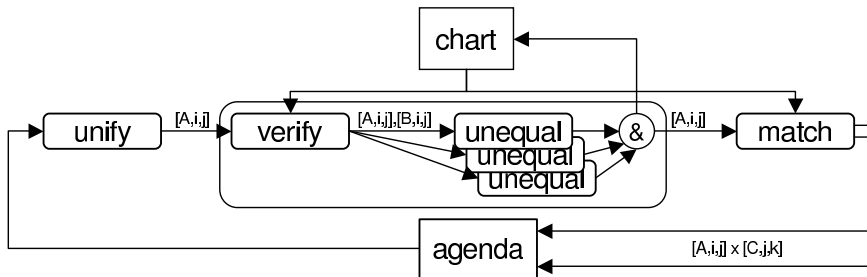 chart
unify
[A,i,j]
verify
[A,i,j],[B,i,j]
unequal
unequal
unequal
&
[A,i,j]
match
agenda
[A,i,j] x [C,j,k]